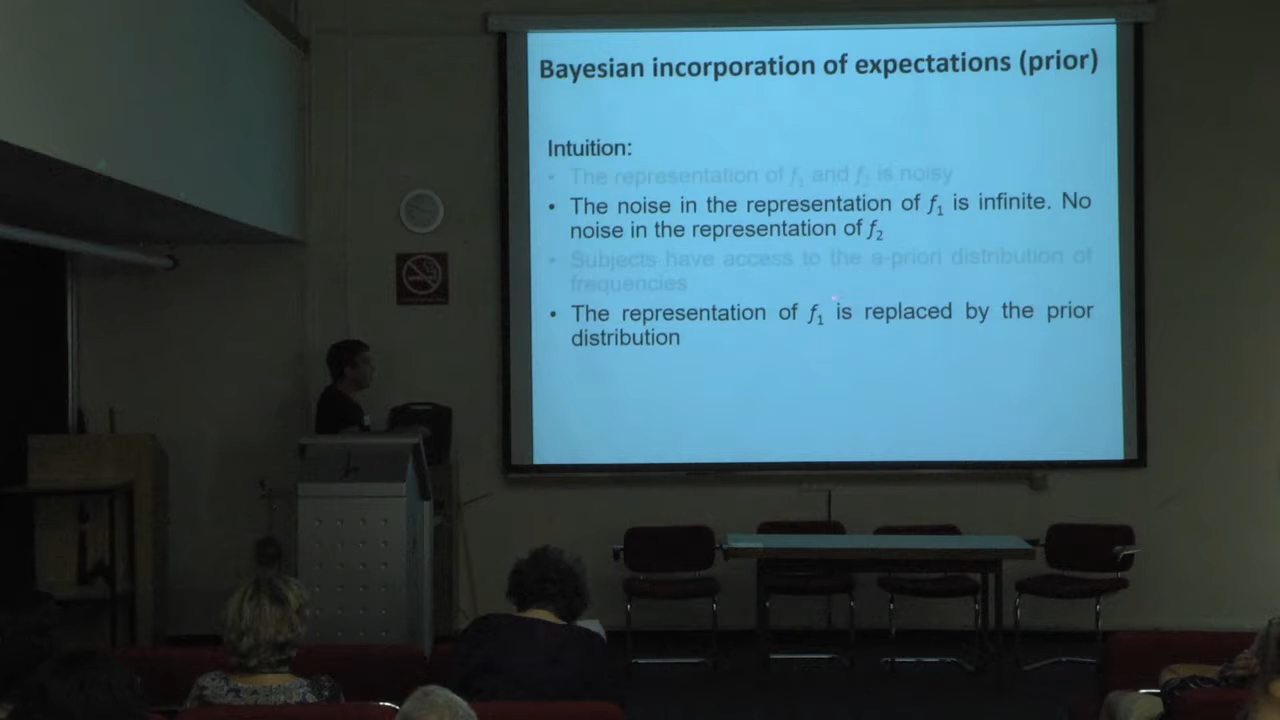 Bayesian incorporation of expectations (prior)
Intuition:
• The representation of f₁ and f₂ is noisy
• The noise in the representation of f₁ is infinite. No
noise in the representation of f₂
• Subjects have access to the a-priori distribution of
frequencies
• The representation of f₁ is replaced by the prior
distribution